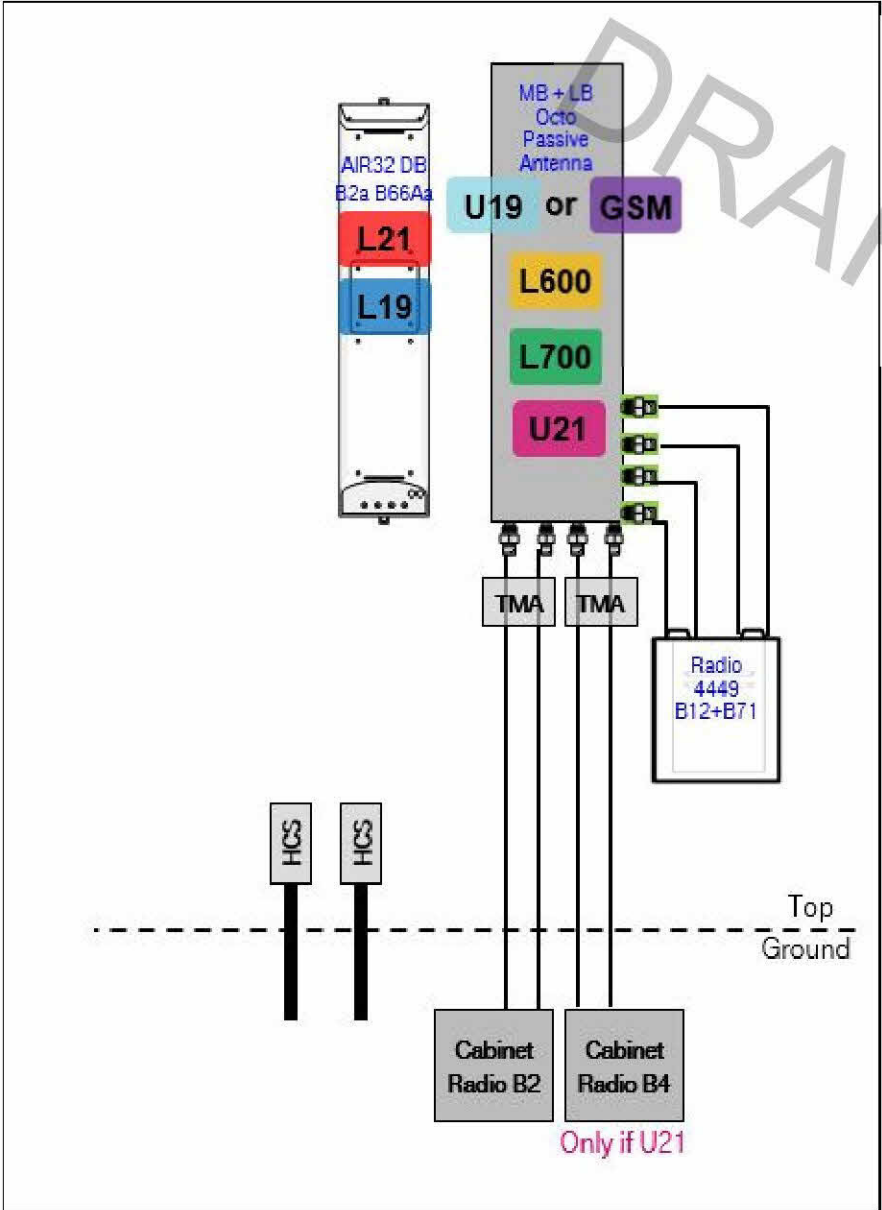 DRA
MB + LB
Octo
Passive
Antenna
AIR32 DB
B2a B66Aa
U19 or GSM
L21
L600
L19
L700
U21
TMA TMA
Radio
4449
B12+B71
HCS HCS
Top
Ground
Cabinet
Radio B2
Cabinet
Radio B4
Only if U21